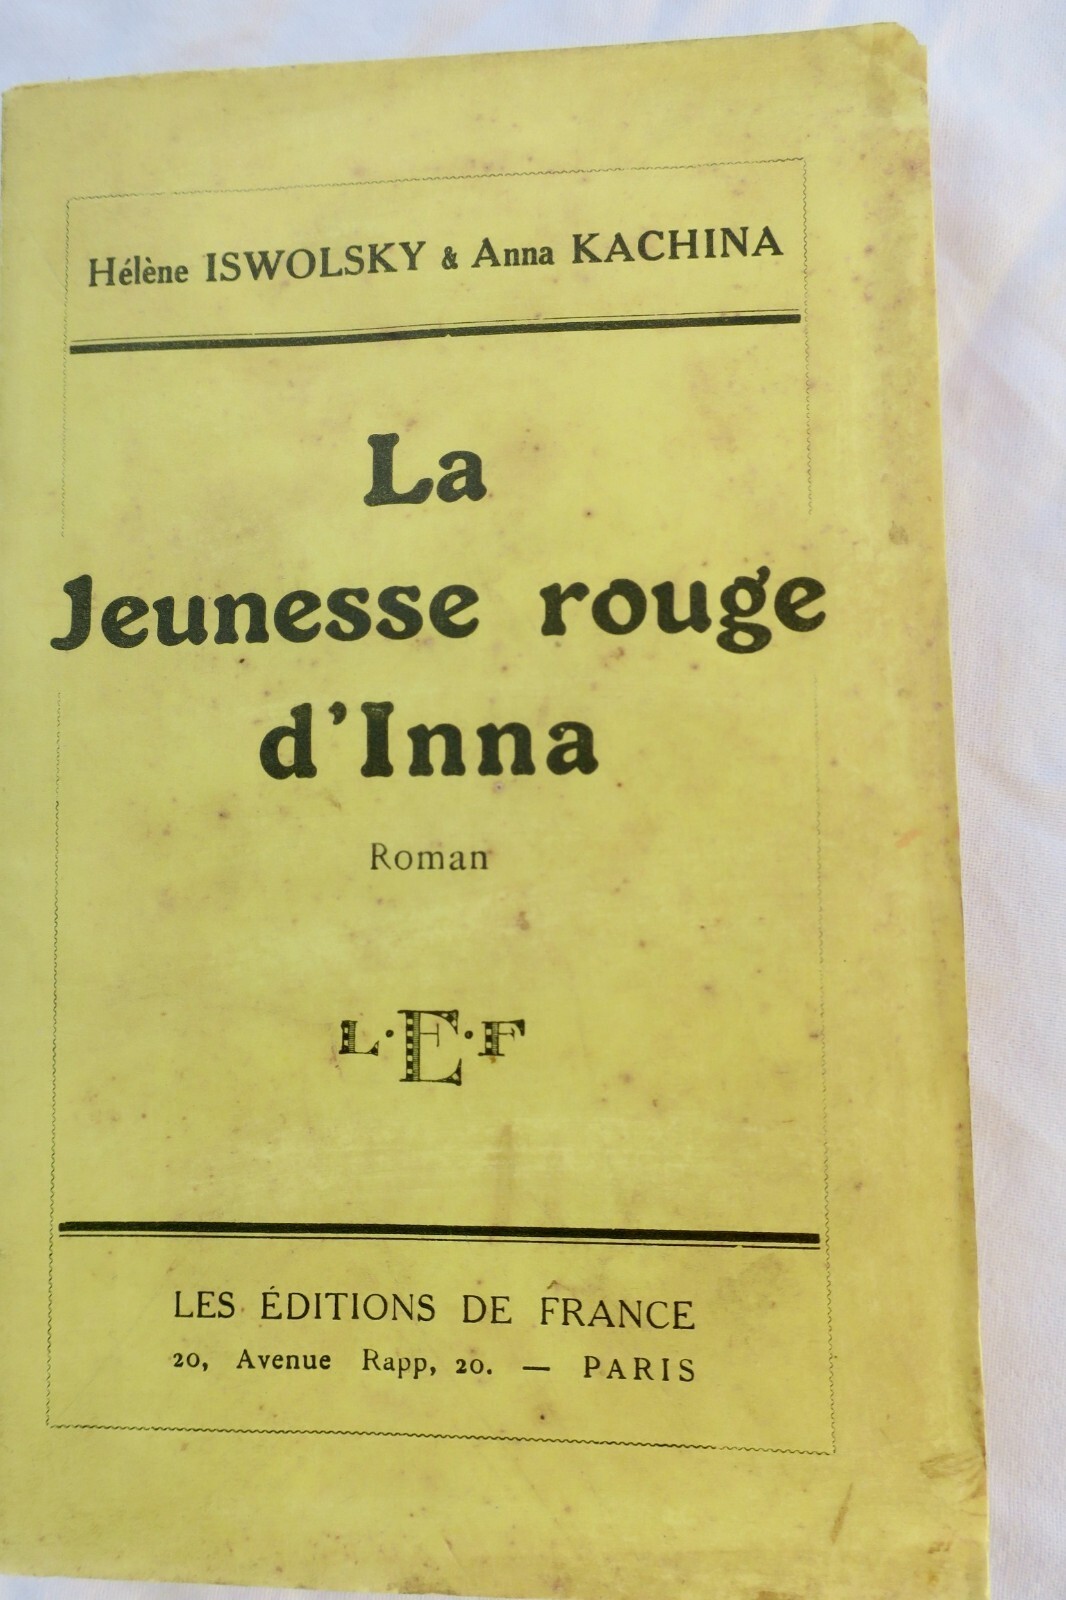 Hélène ISWOLSKY & Anna KACHINA
La
Jeunesse rouge
d'Inna
Roman
L·E·F
LES ÉDITIONS DE FRANCE
20, Avenue Rapp, 20. — PARIS